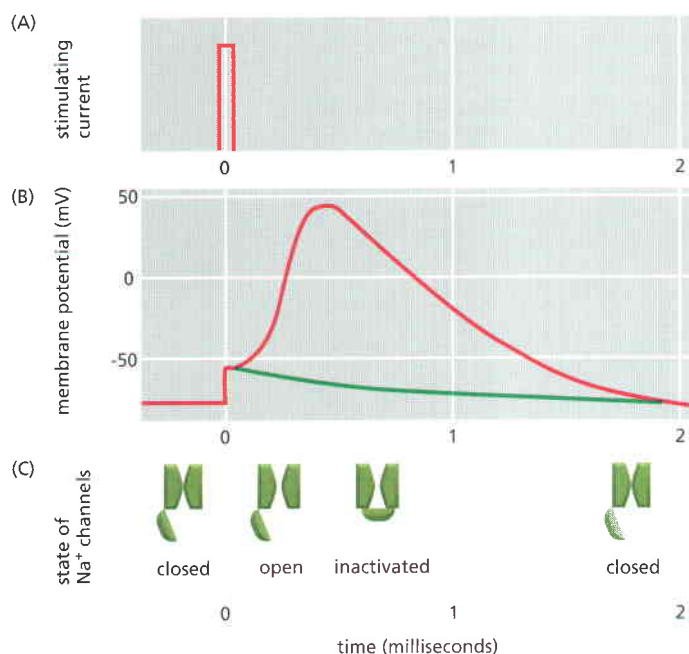 (A)
stimulating
current
0 1 2
(B)
membrane potential (mV)
50
0
-50
0 1 2
(C)
state of
Na⁺ channels
closed open inactivated closed
0 1 2
time (milliseconds)